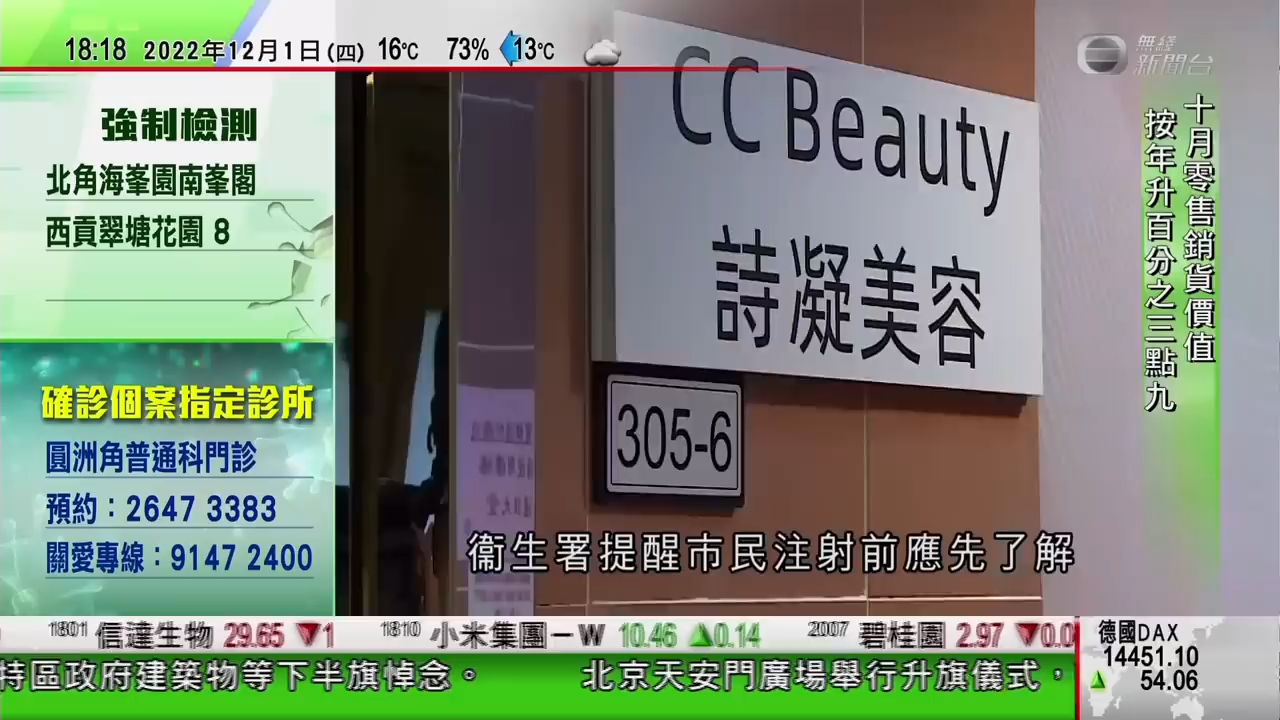 18:18 2022年12月1日(四) 16℃ 73% 13℃
無綫
新聞台
強制檢測
北角海峯園南峯閣
西貢翠塘花園 8
確診個案指定診所
圓洲角普通科門診
預約：2647 3383
關愛專線：9147 2400
CC Beauty
詩凝美容
305-6
十月零售銷貨價值
按年升百分之三點九
衞生署提醒市民注射前應先了解
1801 信達生物 29.65 ▼1 1810 小米集團－W 10.46 ▲0.14 2007 碧桂園 2.97 ▼0.0
特區政府建築物等下半旗悼念。 北京天安門廣場舉行升旗儀式，
德國DAX
14451.10
▲ 54.06